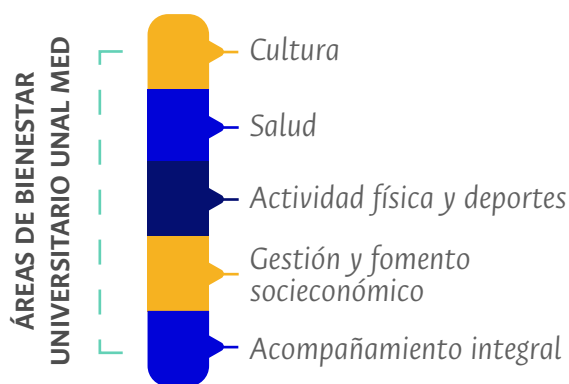 ÁREAS DE BIENESTAR
UNIVERSITARIO UNAL MED
Cultura
Salud
Actividad física y deportes
Gestión y fomento
socieconómico
Acompañamiento integral